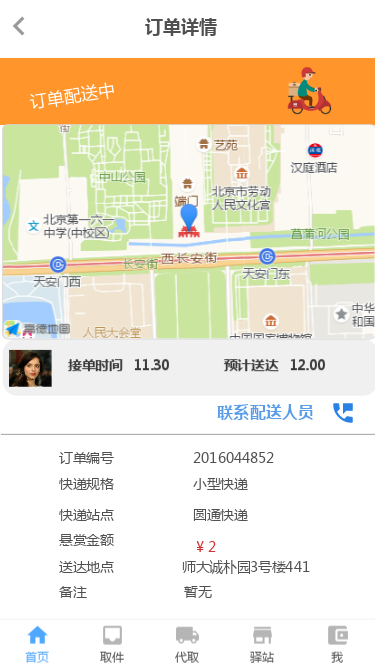 订单详情
订单配送中
艺苑
汉庭酒店
中山公园
端门
北京市劳动
人民文化宫
北京第一六一
中学(中校区)
菖蒲河公园
长安街
西长安街
天安门西
天安门东
中华
和国
高德地图
人民大会堂
中国国家博物馆
接单时间 11.30 预计送达 12.00
联系配送人员
订单编号 2016044852
快递规格 小型快递
快递站点 圆通快递
悬赏金额 ¥ 2
送达地点 师大诚朴园3号楼441
备注 暂无
首页 取件 代取 驿站 我